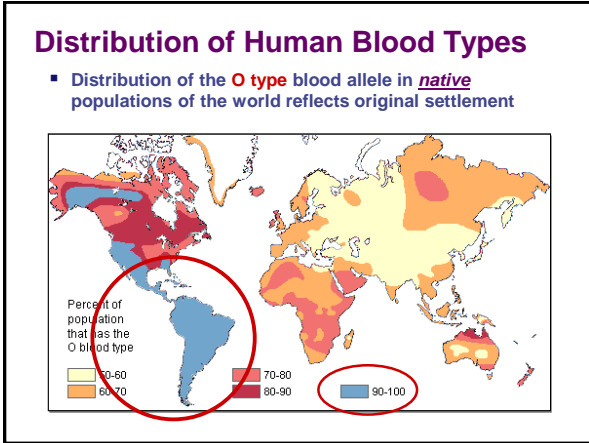 Distribution of Human Blood Types
▪ Distribution of the O type blood allele in native
populations of the world reflects original settlement
Percent of
population
that has the
O blood type
50-60
60-70
70-80
80-90
90-100